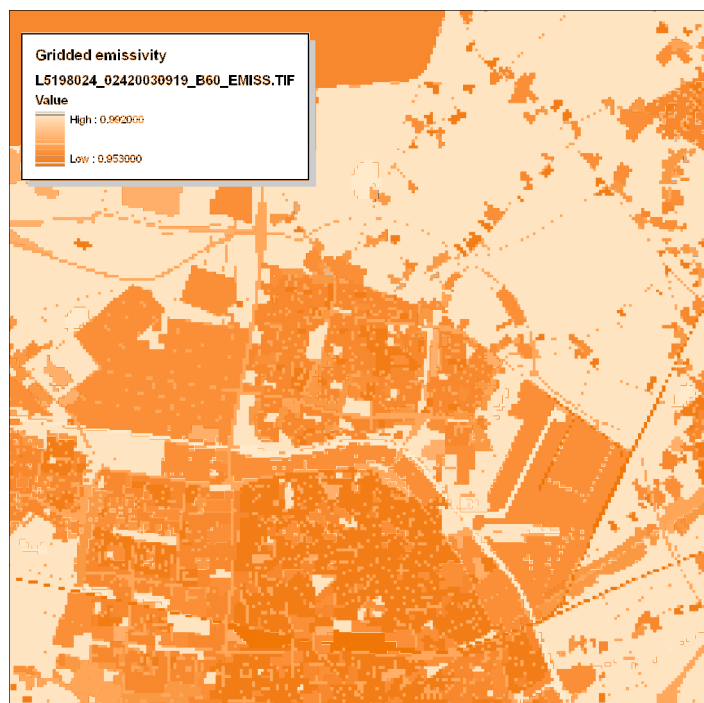 Gridded emissivity
L5198024_02420030919_B60_EMISS.TIF
Value
High : 0.992000
Low : 0.953000